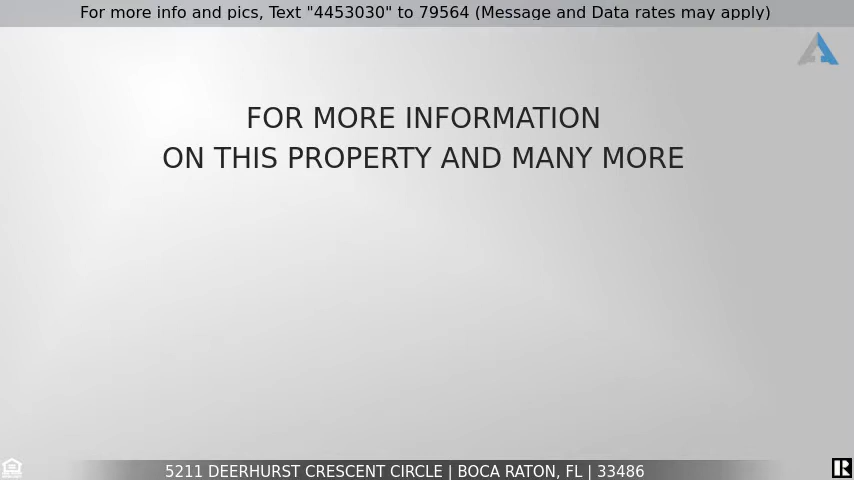 For more info and pics, Text "4453030" to 79564 (Message and Data rates may apply)
FOR MORE INFORMATION
ON THIS PROPERTY AND MANY MORE
5211 DEERHURST CRESCENT CIRCLE | BOCA RATON, FL | 33486